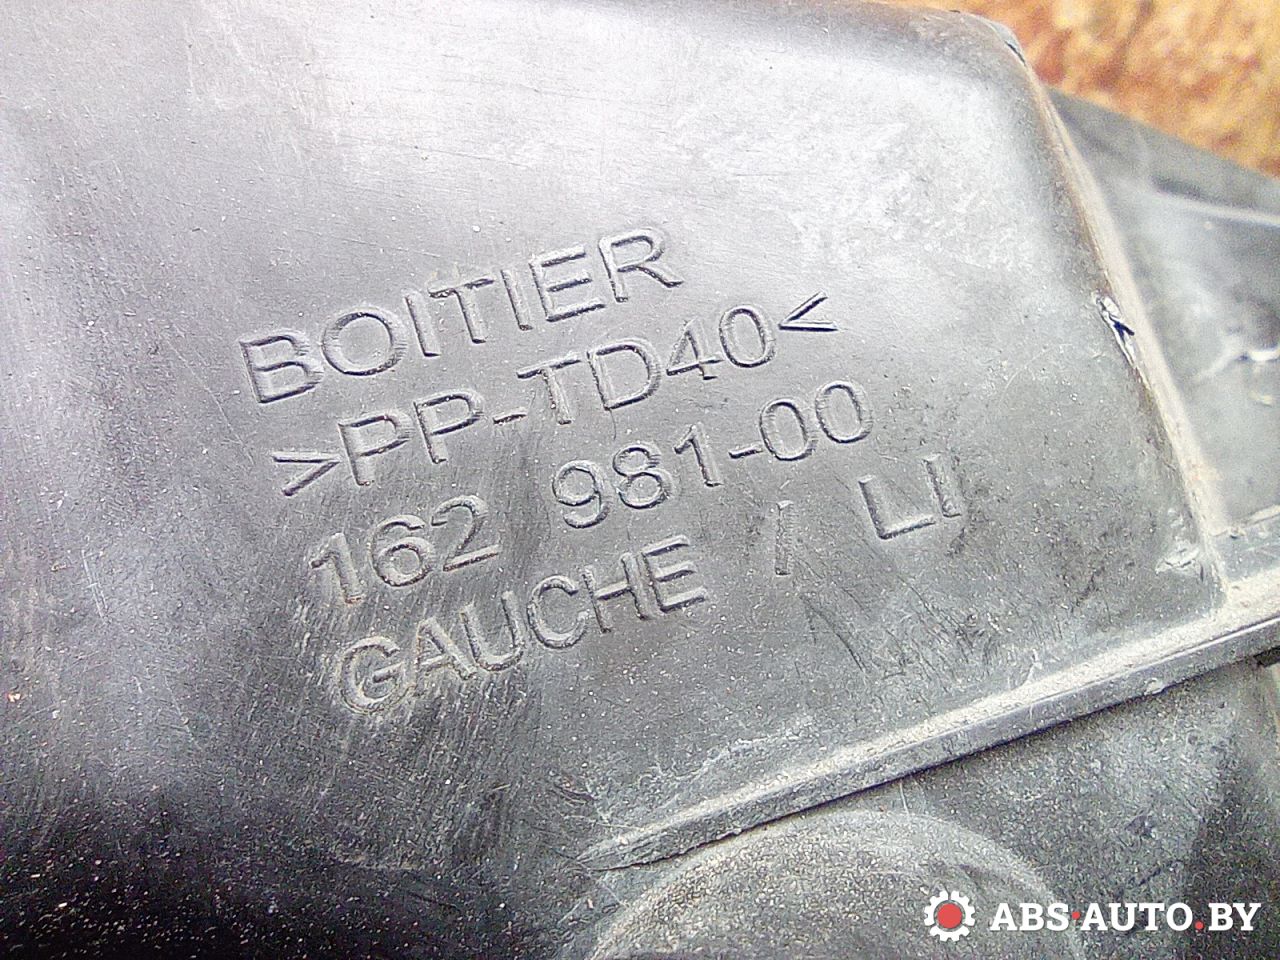 BOITIER
>PP-TD40<
162 981-00
GAUCHE / LI
ABS·AUTO.BY